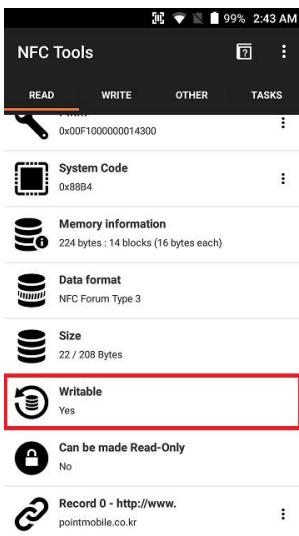 99% 2:43 AM
NFC Tools
READ WRITE OTHER TASKS
0x00F1000000014300
System Code
0x88B4
Memory information
224 bytes : 14 blocks (16 bytes each)
Data format
NFC Forum Type 3
Size
22 / 208 Bytes
Writable
Yes
Can be made Read-Only
No
Record 0 - http://www.
pointmobile.co.kr